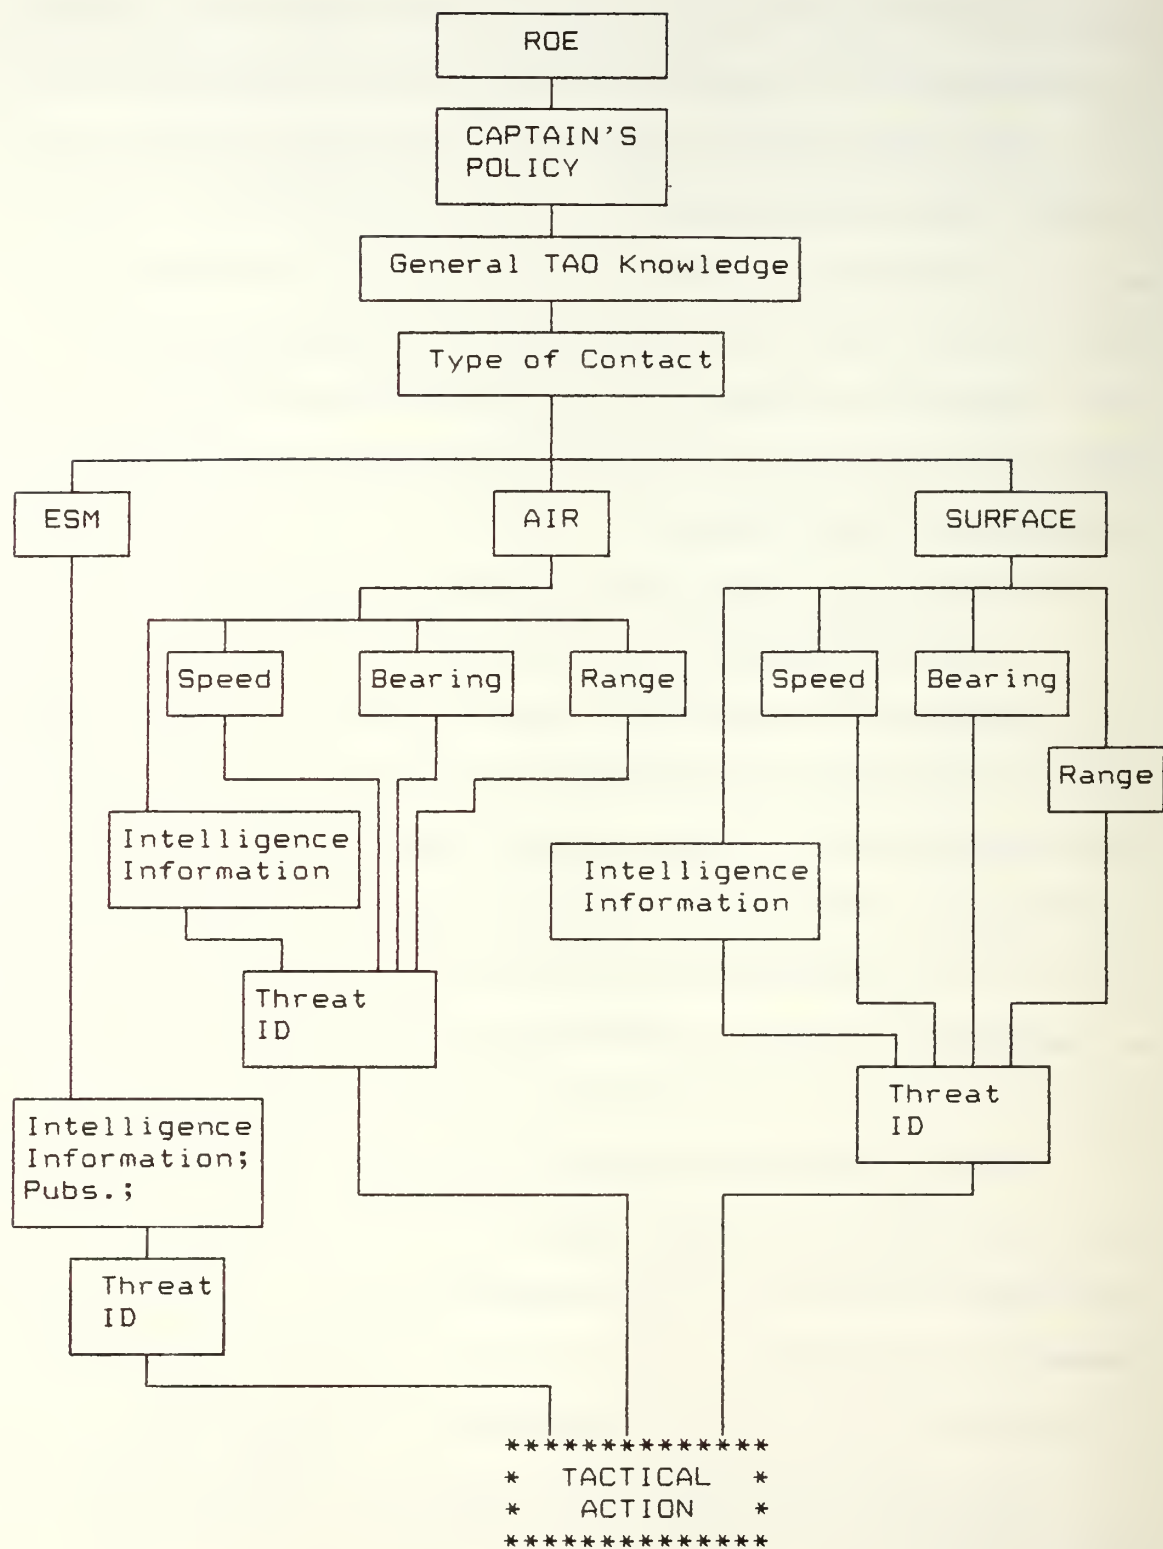 ROE
CAPTAIN'S
POLICY
General TAO Knowledge
Type of Contact
ESM
AIR
SURFACE
Speed
Bearing
Range
Speed
Bearing
Range
Intelligence
Information
Intelligence
Information
Threat
ID
Threat
ID
Intelligence
Information;
Pubs.;
Threat
ID
**************
* TACTICAL *
* ACTION *
**************